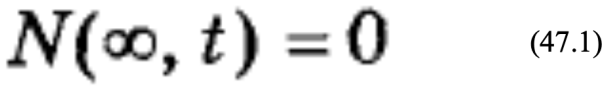 N(∞, t) = 0 (47.1)